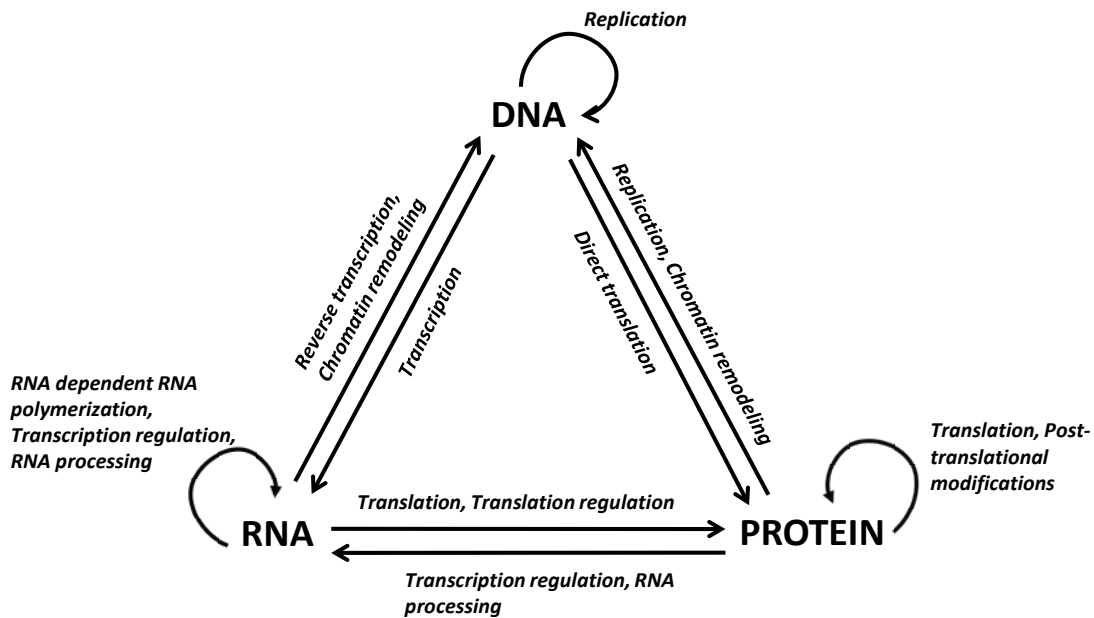 Replication
DNA
Reverse transcription,
Chromatin remodeling
Transcription
Direct translation
Replication, Chromatin remodeling
RNA dependent RNA
polymerization,
Transcription regulation,
RNA processing
Translation, Post-
translational
modifications
Translation, Translation regulation
RNA
PROTEIN
Transcription regulation, RNA
processing